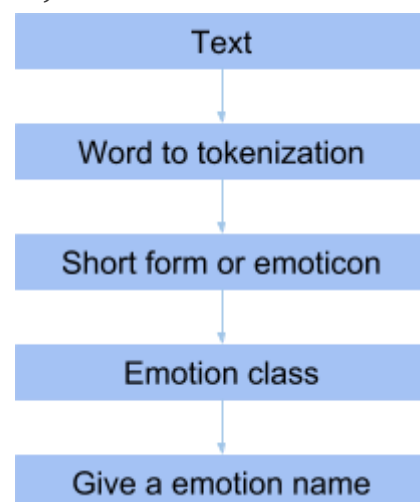 Text
Word to tokenization
Short form or emoticon
Emotion class
Give a emotion name